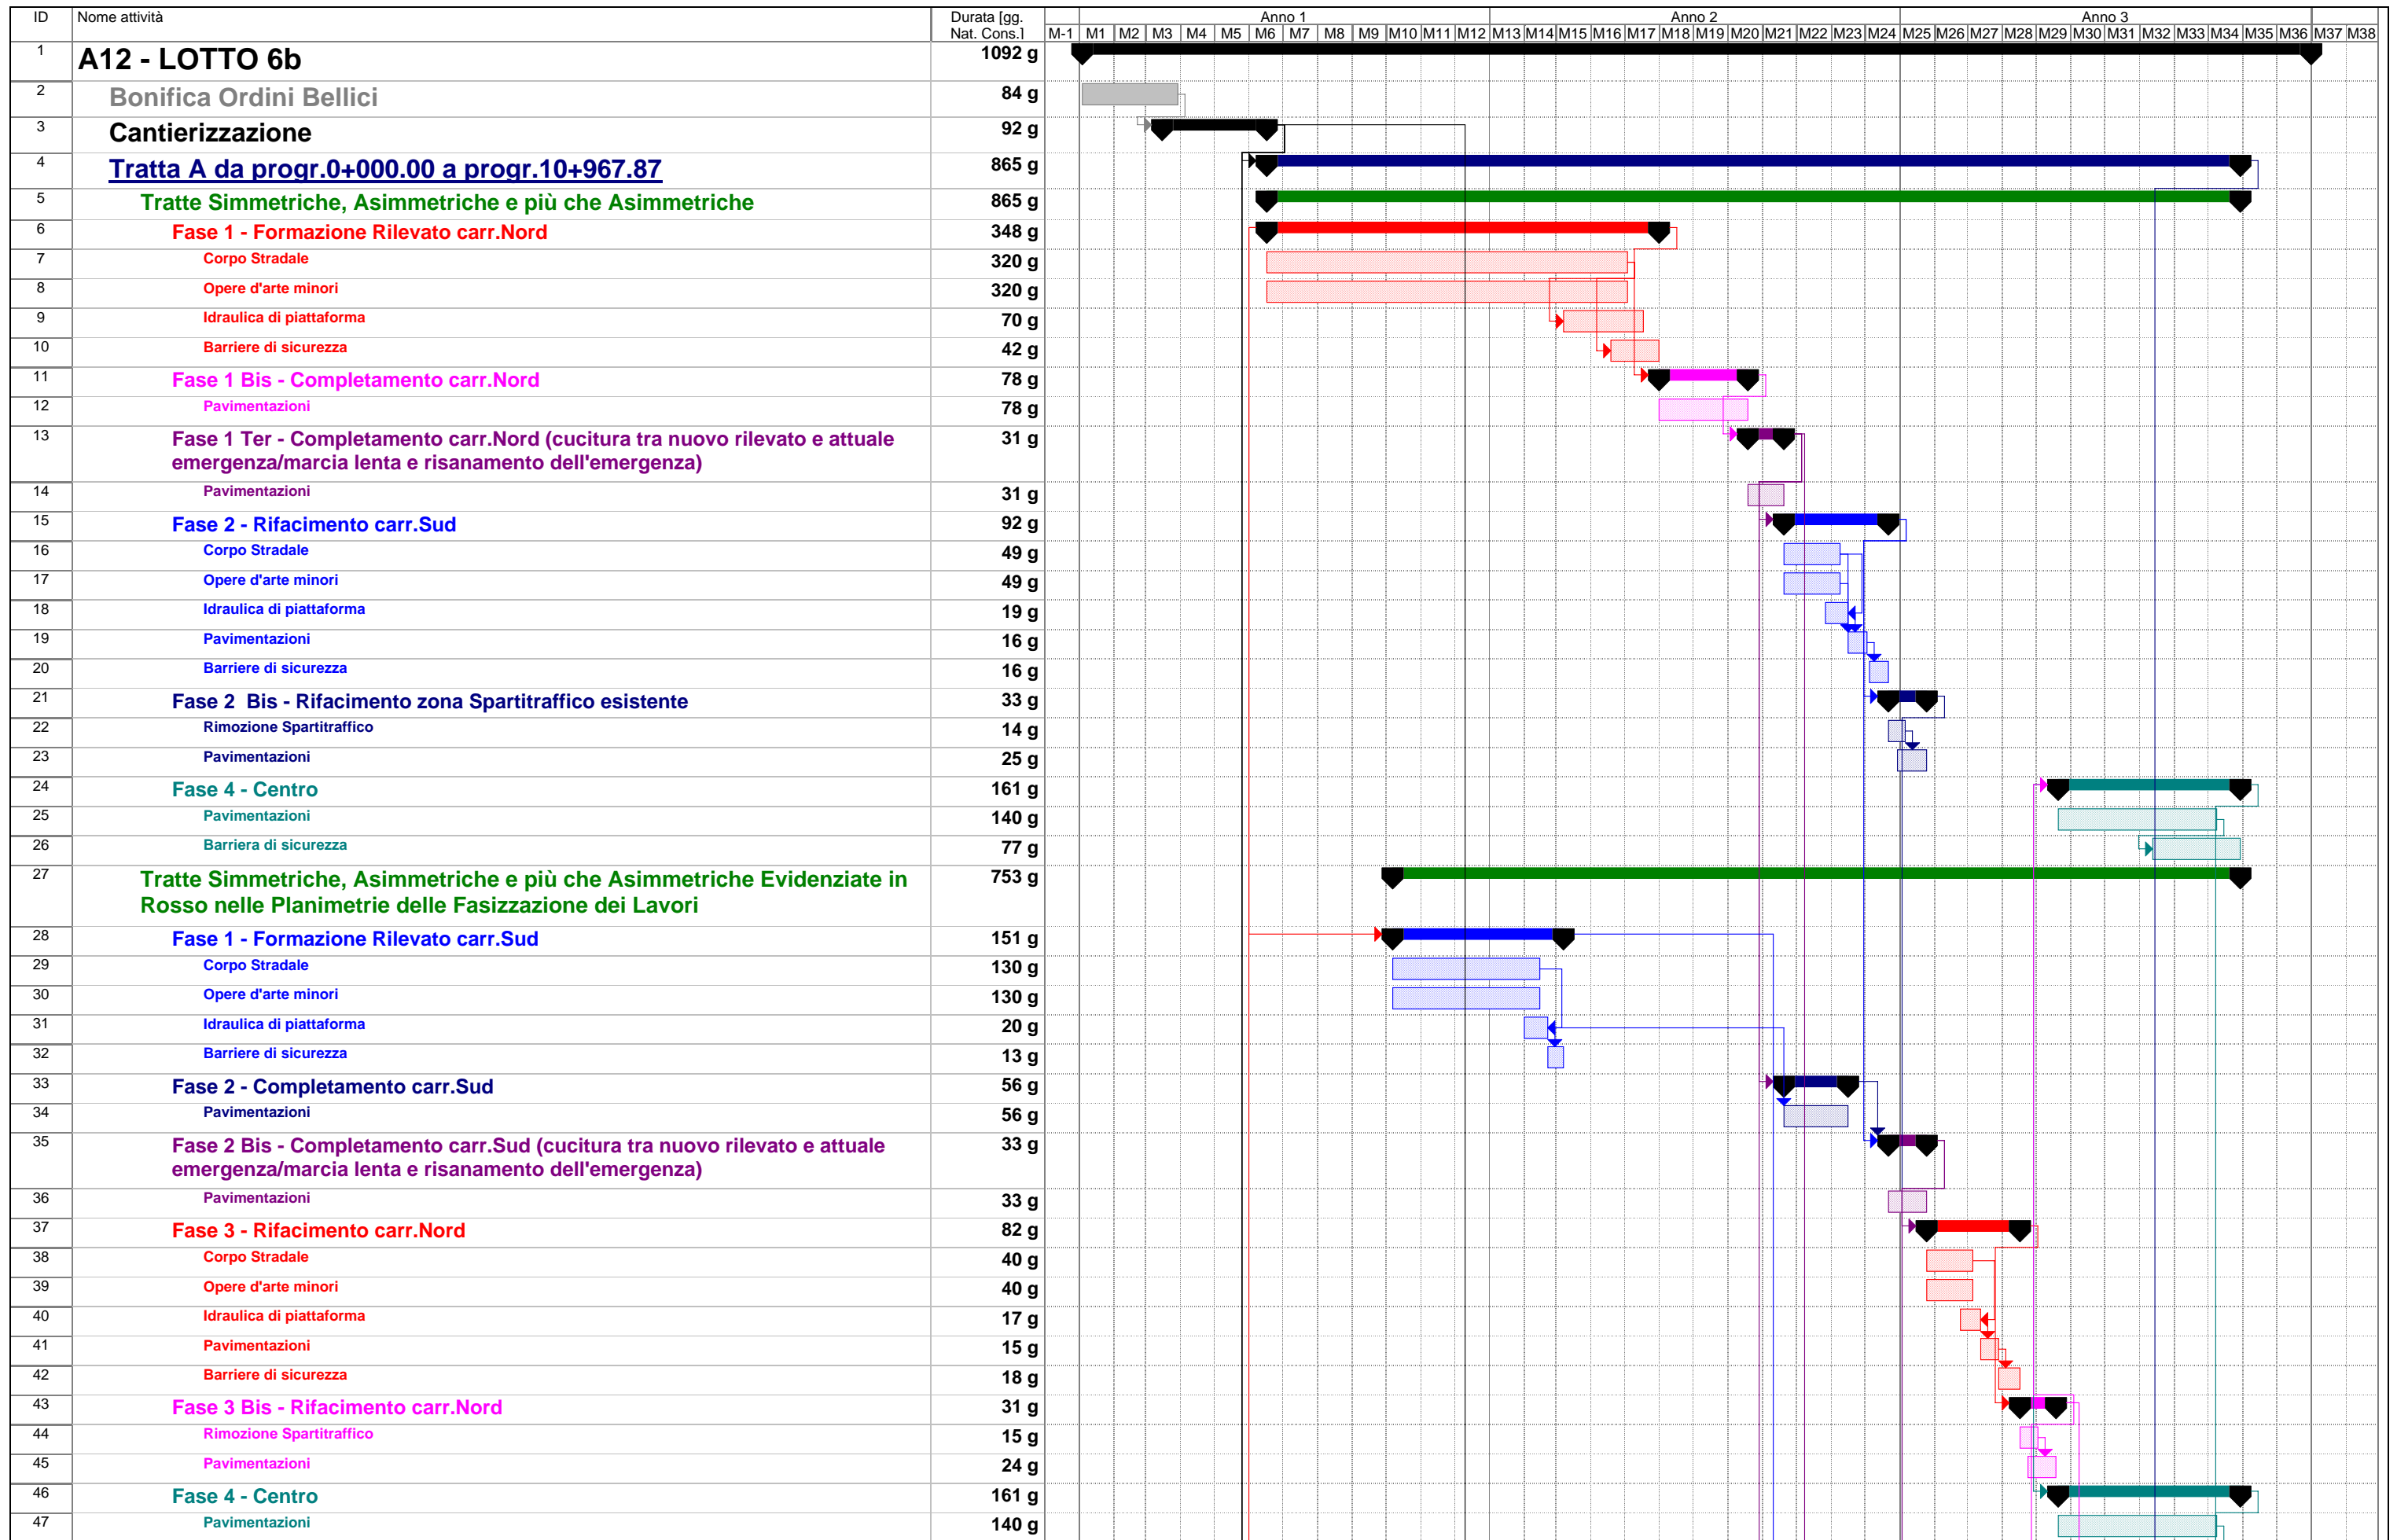 ID Nome attività Durata [gg. Anno 1 Anno 2 Anno 3
Nat. Cons.] M-1 M1 M2 M3 M4 M5 M6 M7 M8 M9 M10 M11 M12 M13 M14 M15 M16 M17 M18 M19 M20 M21 M22 M23 M24 M25 M26 M27 M28 M29 M30 M31 M32 M33 M34 M35 M36 M37 M38
1 A12 - LOTTO 6b 1092 g
2 Bonifica Ordini Bellici 84 g
3 Cantierizzazione 92 g
4 Tratta A da progr.0+000.00 a progr.10+967.87 865 g
5 Tratte Simmetriche, Asimmetriche e più che Asimmetriche 865 g
6 Fase 1 - Formazione Rilevato carr.Nord 348 g
7 Corpo Stradale 320 g
8 Opere d'arte minori 320 g
9 Idraulica di piattaforma 70 g
10 Barriere di sicurezza 42 g
11 Fase 1 Bis - Completamento carr.Nord 78 g
12 Pavimentazioni 78 g
13 Fase 1 Ter - Completamento carr.Nord (cucitura tra nuovo rilevato e attuale 31 g
emergenza/marcia lenta e risanamento dell'emergenza)
14 Pavimentazioni 31 g
15 Fase 2 - Rifacimento carr.Sud 92 g
16 Corpo Stradale 49 g
17 Opere d'arte minori 49 g
18 Idraulica di piattaforma 19 g
19 Pavimentazioni 16 g
20 Barriere di sicurezza 16 g
21 Fase 2 Bis - Rifacimento zona Spartitraffico esistente 33 g
22 Rimozione Spartitraffico 14 g
23 Pavimentazioni 25 g
24 Fase 4 - Centro 161 g
25 Pavimentazioni 140 g
26 Barriera di sicurezza 77 g
27 Tratte Simmetriche, Asimmetriche e più che Asimmetriche Evidenziate in 753 g
Rosso nelle Planimetrie delle Fasizzazione dei Lavori
28 Fase 1 - Formazione Rilevato carr.Sud 151 g
29 Corpo Stradale 130 g
30 Opere d'arte minori 130 g
31 Idraulica di piattaforma 20 g
32 Barriere di sicurezza 13 g
33 Fase 2 - Completamento carr.Sud 56 g
34 Pavimentazioni 56 g
35 Fase 2 Bis - Completamento carr.Sud (cucitura tra nuovo rilevato e attuale 33 g
emergenza/marcia lenta e risanamento dell'emergenza)
36 Pavimentazioni 33 g
37 Fase 3 - Rifacimento carr.Nord 82 g
38 Corpo Stradale 40 g
39 Opere d'arte minori 40 g
40 Idraulica di piattaforma 17 g
41 Pavimentazioni 15 g
42 Barriere di sicurezza 18 g
43 Fase 3 Bis - Rifacimento carr.Nord 31 g
44 Rimozione Spartitraffico 15 g
45 Pavimentazioni 24 g
46 Fase 4 - Centro 161 g
47 Pavimentazioni 140 g